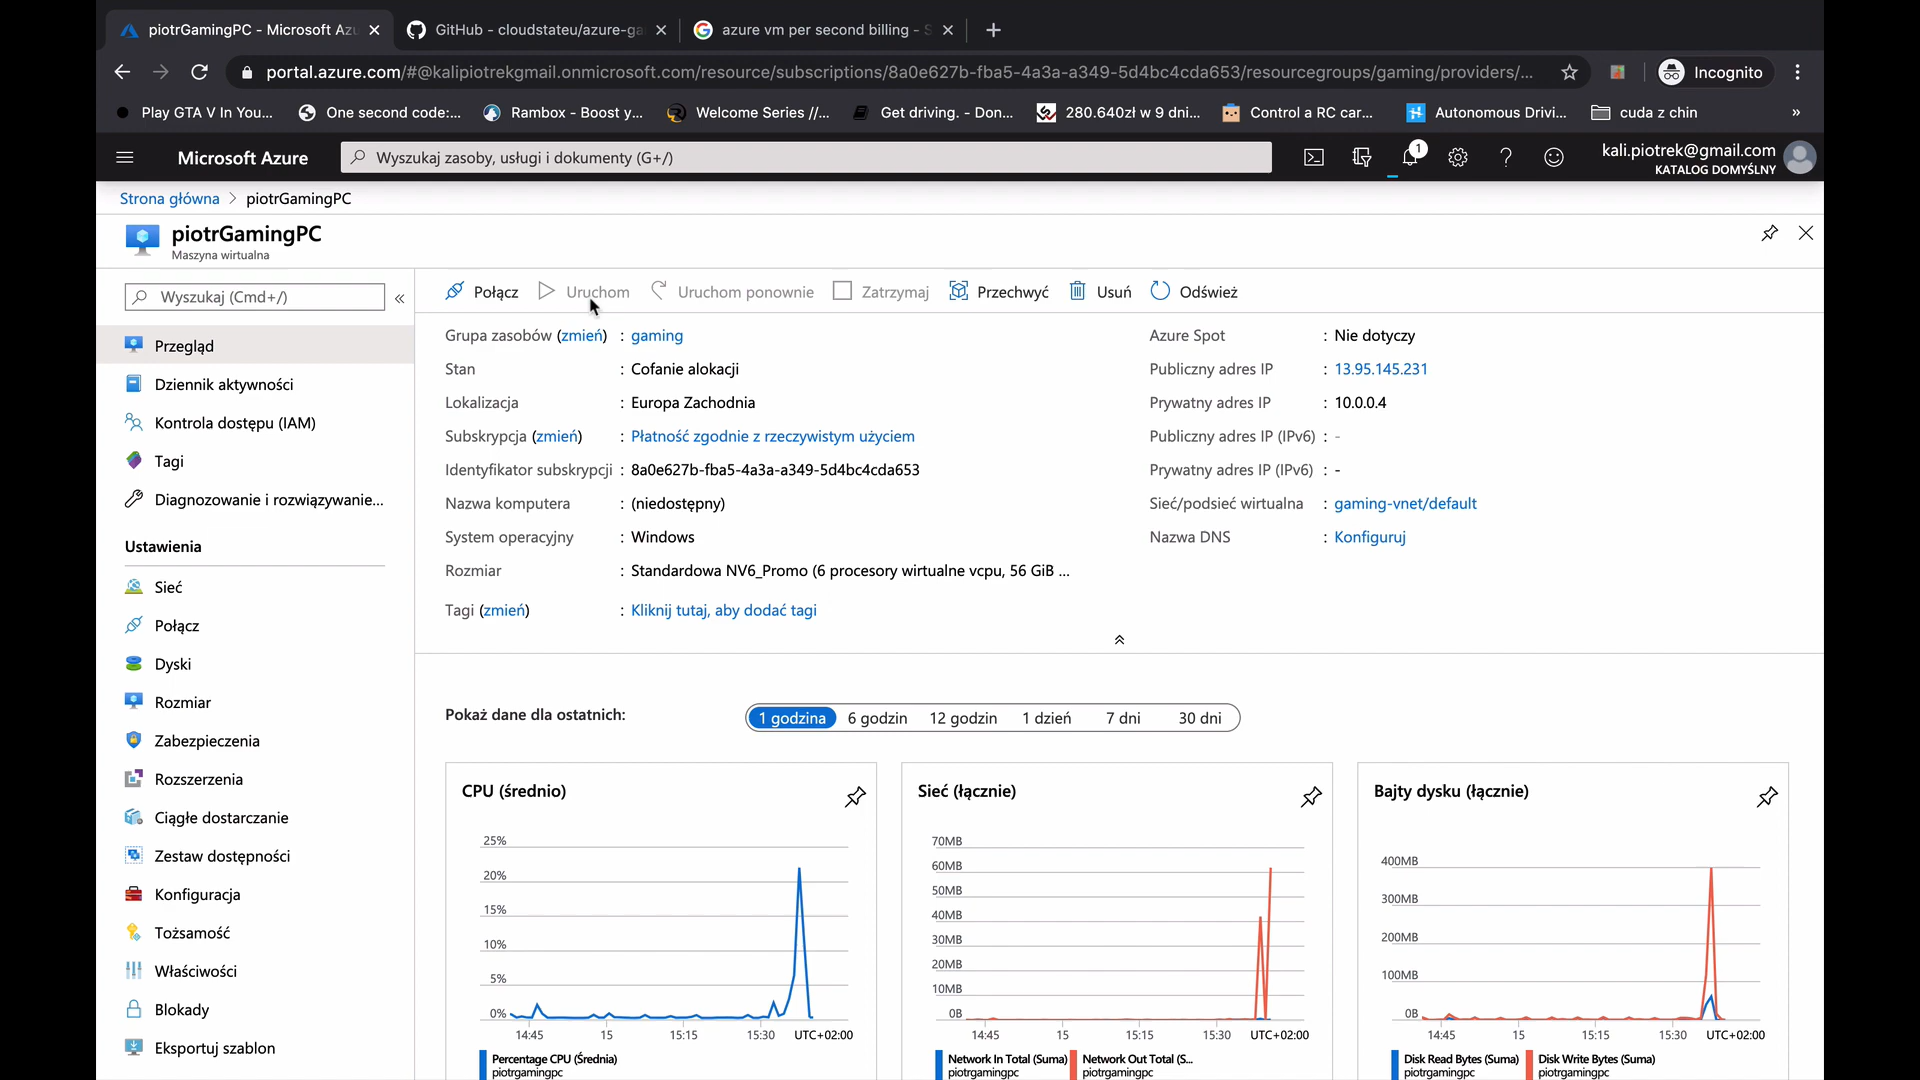 piotrGamingPC - Microsoft Azu
GitHub - cloudstateu/azure-ga
azure vm per second billing - S
portal.azure.com/#@kalipiotrekgmail.onmicrosoft.com/resource/subscriptions/8a0e627b-fba5-4a3a-a349-5d4bc4cda653/resourcegroups/gaming/providers/...
Incognito
Play GTA V In You...
One second code:...
Rambox - Boost y...
Welcome Series //...
Get driving. - Don...
280.640zł w 9 dni...
Control a RC car...
Autonomous Drivi...
cuda z chin
»
Microsoft Azure
Wyszukaj zasoby, usługi i dokumenty (G+/)
1
kali.piotrek@gmail.com
KATALOG DOMYŚLNY
Strona główna > piotrGamingPC
piotrGamingPC
Maszyna wirtualna
Wyszukaj (Cmd+/)
«
Przegląd
Dziennik aktywności
Kontrola dostępu (IAM)
Tagi
Diagnozowanie i rozwiązywanie...
Ustawienia
Sieć
Połącz
Dyski
Rozmiar
Zabezpieczenia
Rozszerzenia
Ciągłe dostarczanie
Zestaw dostępności
Konfiguracja
Tożsamość
Właściwości
Blokady
Eksportuj szablon
Połącz
Uruchom
Uruchom ponownie
Zatrzymaj
Przechwyć
Usuń
Odśwież
Grupa zasobów (zmień) : gaming
Stan : Cofanie alokacji
Lokalizacja : Europa Zachodnia
Subskrypcja (zmień) : Płatność zgodnie z rzeczywistym użyciem
Identyfikator subskrypcji : 8a0e627b-fba5-4a3a-a349-5d4bc4cda653
Nazwa komputera : (niedostępny)
System operacyjny : Windows
Rozmiar : Standardowa NV6_Promo (6 procesory wirtualne vcpu, 56 GiB ...
Tagi (zmień) : Kliknij tutaj, aby dodać tagi
Azure Spot : Nie dotyczy
Publiczny adres IP : 13.95.145.231
Prywatny adres IP : 10.0.0.4
Publiczny adres IP (IPv6) : -
Prywatny adres IP (IPv6) : -
Sieć/podsieć wirtualna : gaming-vnet/default
Nazwa DNS : Konfiguruj
Pokaż dane dla ostatnich:
1 godzina
6 godzin
12 godzin
1 dzień
7 dni
30 dni
CPU (średnio)
25%
20%
15%
10%
5%
0%
14:45
15
15:15
15:30
UTC+02:00
Percentage CPU (Średnia)
piotrgamingpc
Sieć (łącznie)
70MB
60MB
50MB
40MB
30MB
20MB
10MB
0B
14:45
15
15:15
15:30
UTC+02:00
Network In Total (Suma)
piotrgamingpc
Network Out Total (S...
piotrgamingpc
Bajty dysku (łącznie)
400MB
300MB
200MB
100MB
0B
14:45
15
15:15
15:30
UTC+02:00
Disk Read Bytes (Suma)
piotrgamingpc
Disk Write Bytes (Suma)
piotrgamingpc